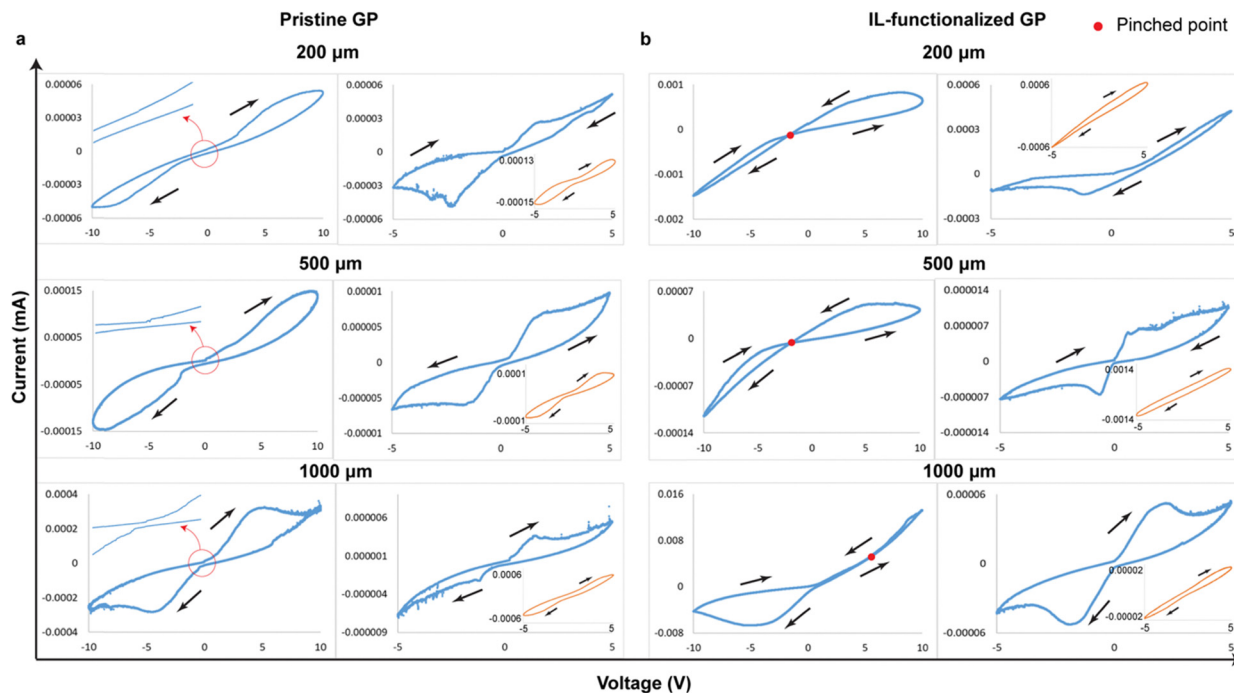 Pristine GP
IL-functionalized GP
Pinched point
a
200 µm
b
200 µm
0.00006
0.00003
0
-0.00003
-0.00006
-10 -5 0 5 10
0.00006
0.00003
0
-0.00003
-0.00006
-5 0 5
0.00013
-0.00015
-5 5
0.001
0
-0.001
-0.002
-10 -5 0 5 10
0.0006
0.0003
0
-0.0003
-5 0 5
0.0006
-0.0006
-5 5
500 µm
500 µm
0.00015
0.00005
-0.00005
-0.00015
-10 -5 0 5 10
0.00001
0.000005
0
-0.000005
-0.00001
-5 0 5
0.0001
-0.0001
-5 5
0.00007
0
-0.00007
-0.00014
-10 -5 0 5 10
0.000014
0.000007
0
-0.000007
-0.000014
-5 0 5
0.0014
-0.0014
-5 5
1000 µm
1000 µm
0.0004
0.0002
0
-0.0002
-0.0004
-10 -5 0 5 10
0.000006
0.000001
-0.000004
-0.000009
-5 0 5
0.0006
-0.0006
-5 5
0.016
0.008
0
-0.008
-10 -5 0 5 10
0.00006
0
-0.00006
-5 0 5
0.00002
-0.00002
-5 5
Current (mA)
Voltage (V)